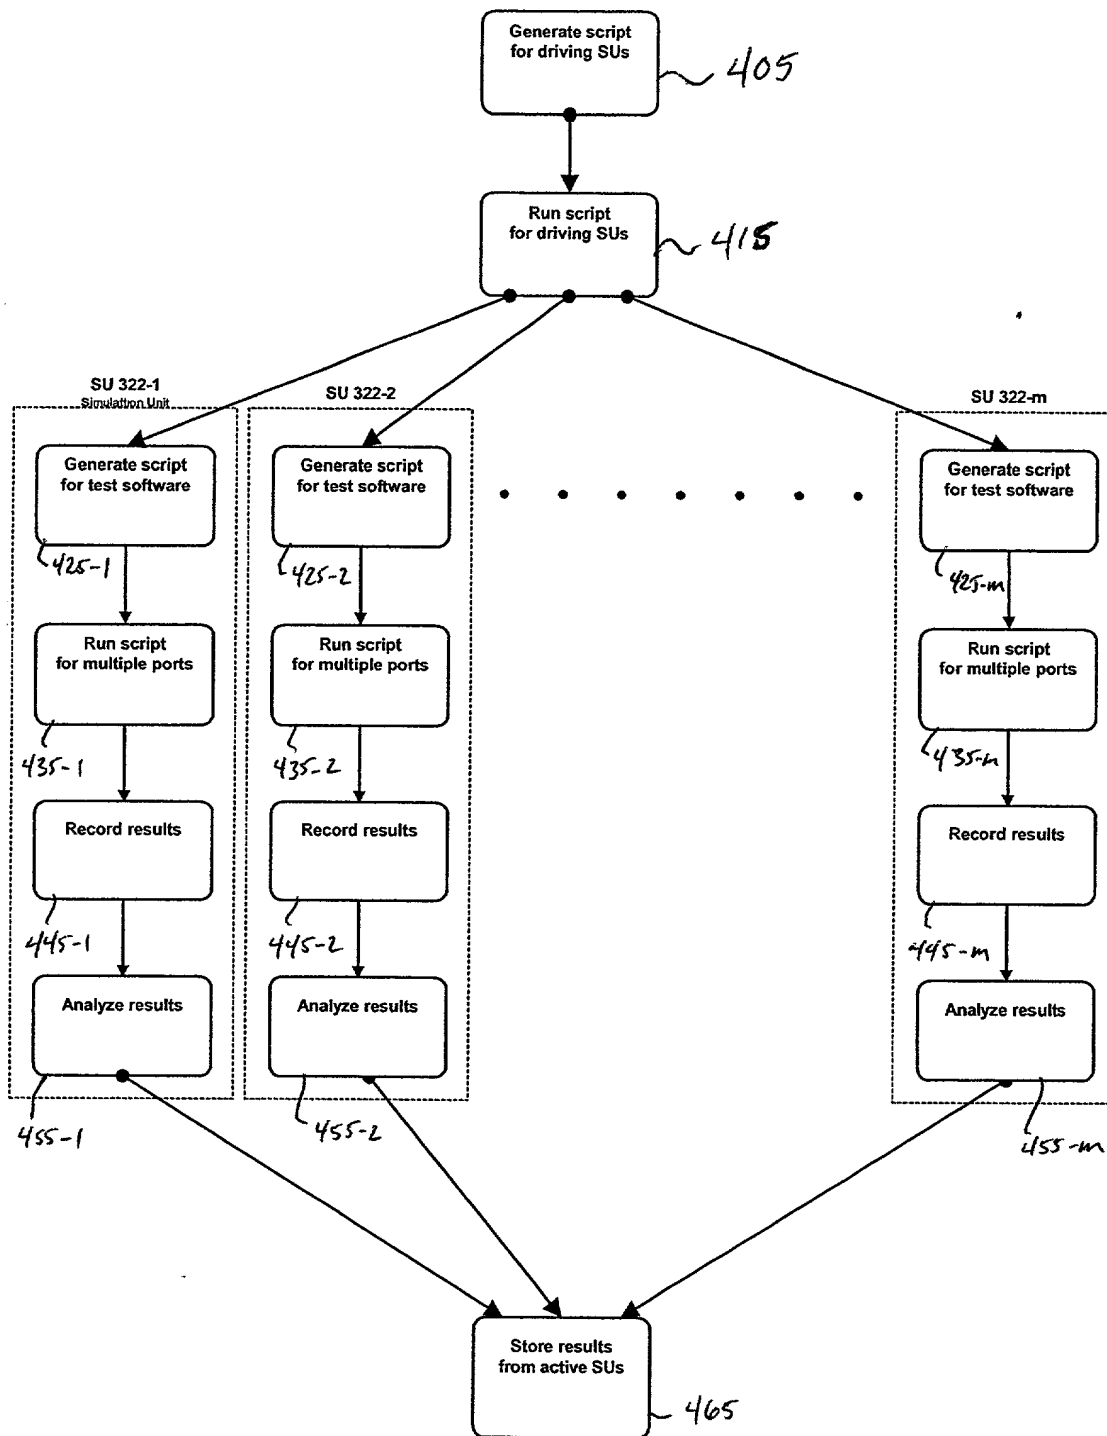 Generate script
for driving SUs
405
Run script
for driving SUs
415
SU 322-1
Simulation Unit
SU 322-2
SU 322-m
Generate script
for test software
425-1
Generate script
for test software
425-2
Generate script
for test software
425-m
Run script
for multiple ports
435-1
Run script
for multiple ports
435-2
Run script
for multiple ports
435-m
Record results
445-1
Record results
445-2
Record results
445-m
Analyze results
455-1
Analyze results
455-2
Analyze results
455-m
Store results
from active SUs
465